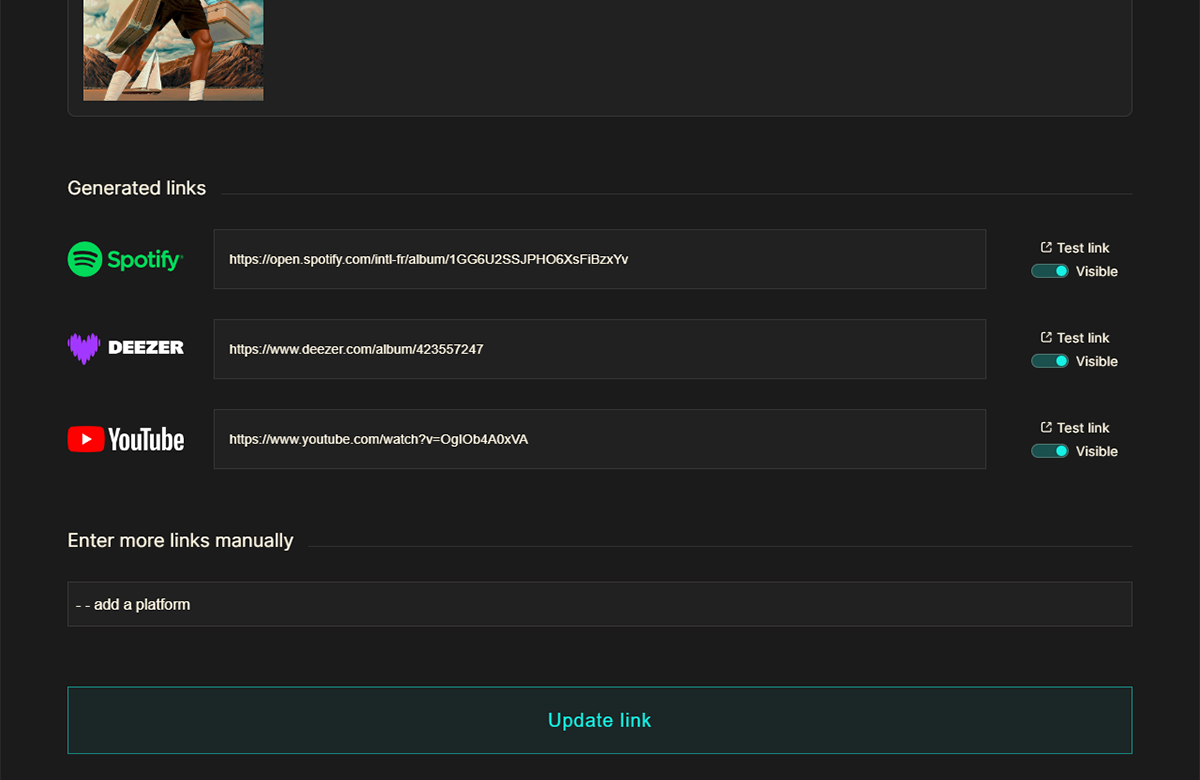 Generated links
Spotify
https://open.spotify.com/intl-fr/album/1GG6U2SSJPHO6XsFiBzxYv
Test link
Visible
DEEZER
https://www.deezer.com/album/423557247
Test link
Visible
YouTube
https://www.youtube.com/watch?v=OgIOb4A0xVA
Test link
Visible
Enter more links manually
- - add a platform
Update link